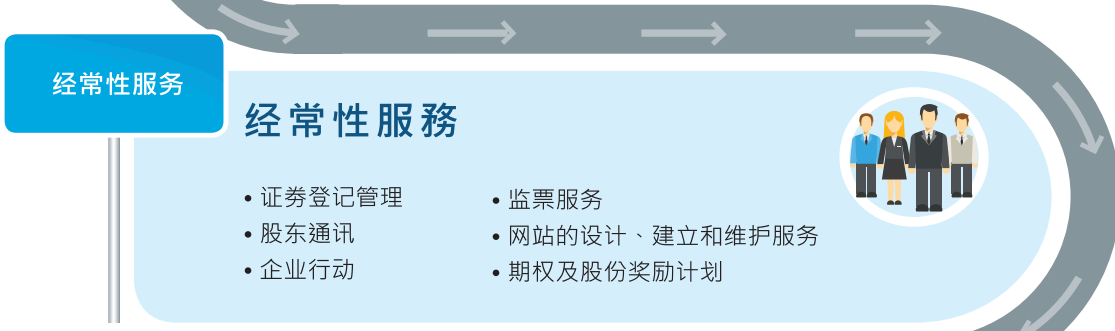 经常性服务
经常性服務
• 证劵登记管理
• 股东通讯
• 企业行动
• 监票服务
• 网站的设计、建立和维护服务
• 期权及股份奖励计划